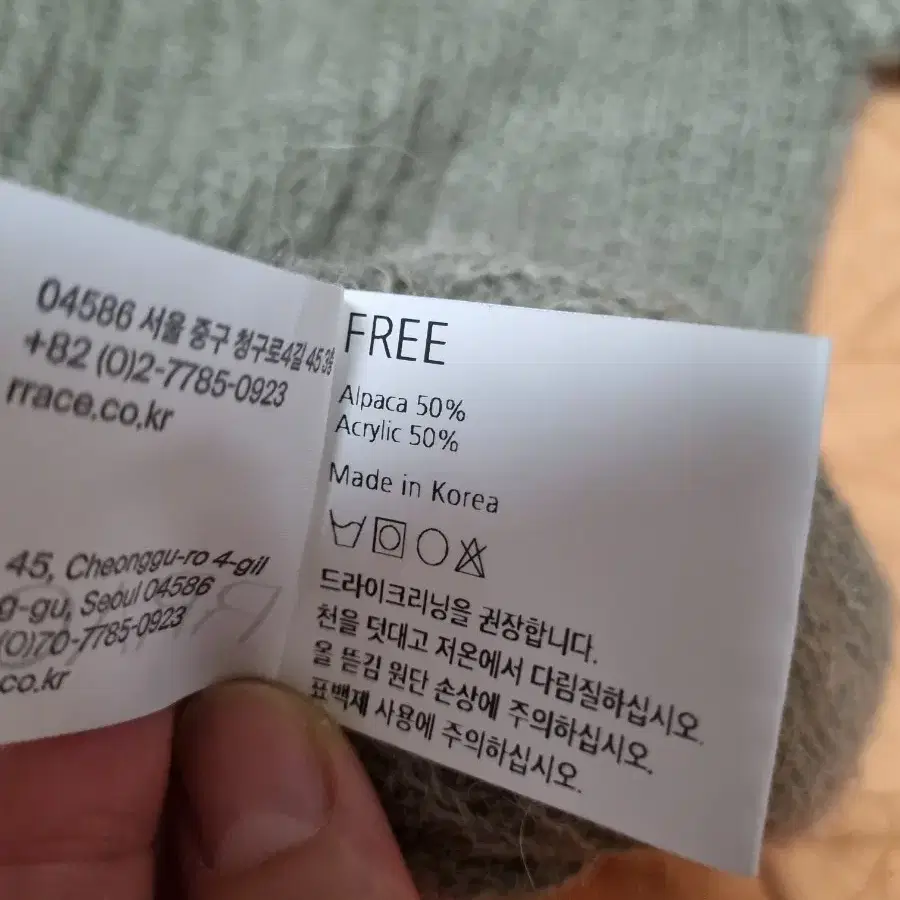 04586 서울 중구 청구로4길 45 3층
+82 (0)2-7785-0923
rrace.co.kr
45, Cheonggu-ro 4-gil
g-gu, Seoul 04586
(0)70-7785-0923
co.kr
FREE
Alpaca 50%
Acrylic 50%
Made in Korea
드라이크리닝을 권장합니다.
천을 덧대고 저온에서 다림질하십시오.
올 뜯김 원단 손상에 주의하십시오.
표백제 사용에 주의하십시오.